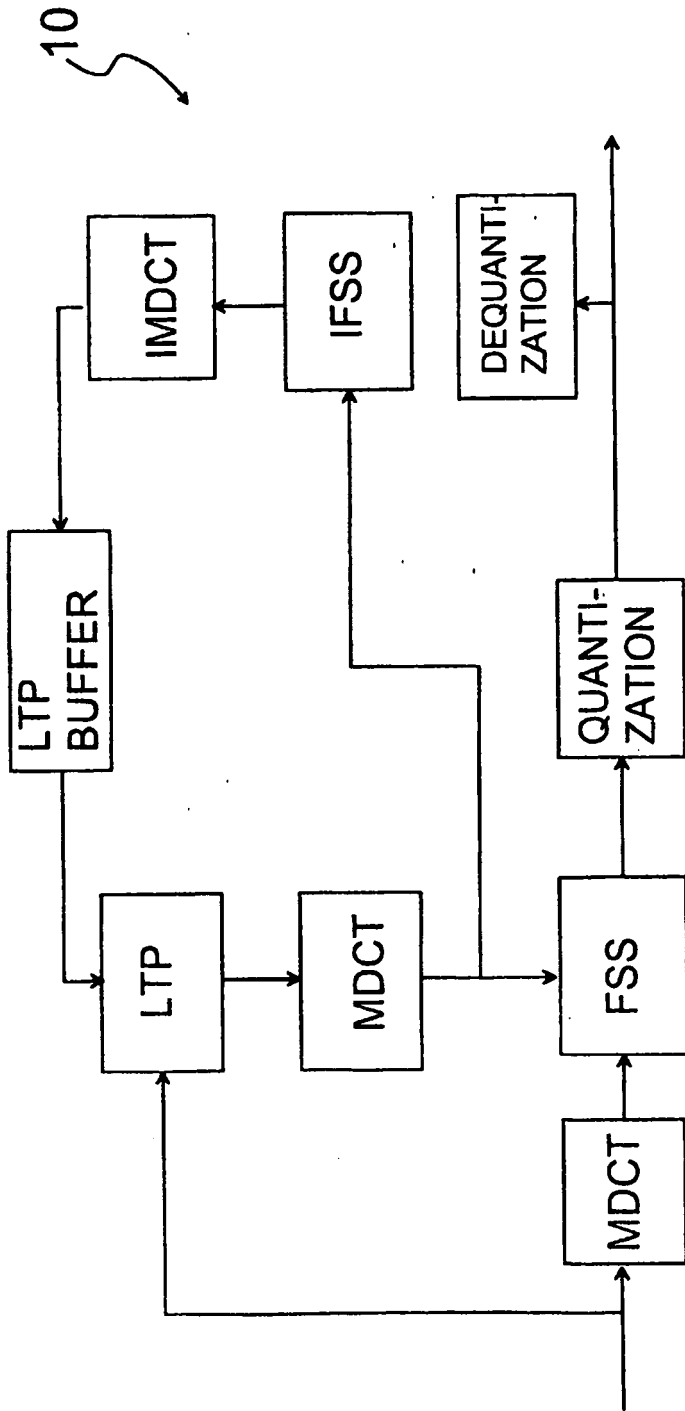 10
LTP
BUFFER
IMDCT
LTP
MDCT
IFSS
DEQUANTI-
ZATION
MDCT
FSS
QUANTI-
ZATION